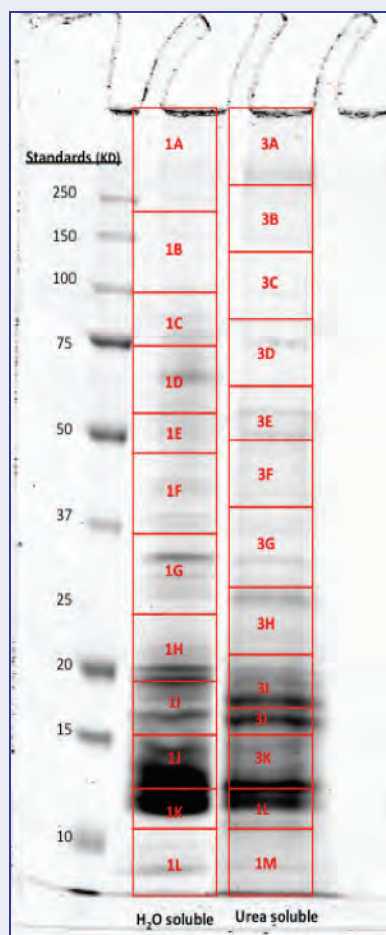 Standards (KD)
250
150
100
75
50
37
25
20
15
10
1A
1B
1C
1D
1E
1F
1G
1H
1I
1J
1K
1L
3A
3B
3C
3D
3E
3F
3G
3H
3I
3K
1L
1M
H₂O soluble
Urea soluble